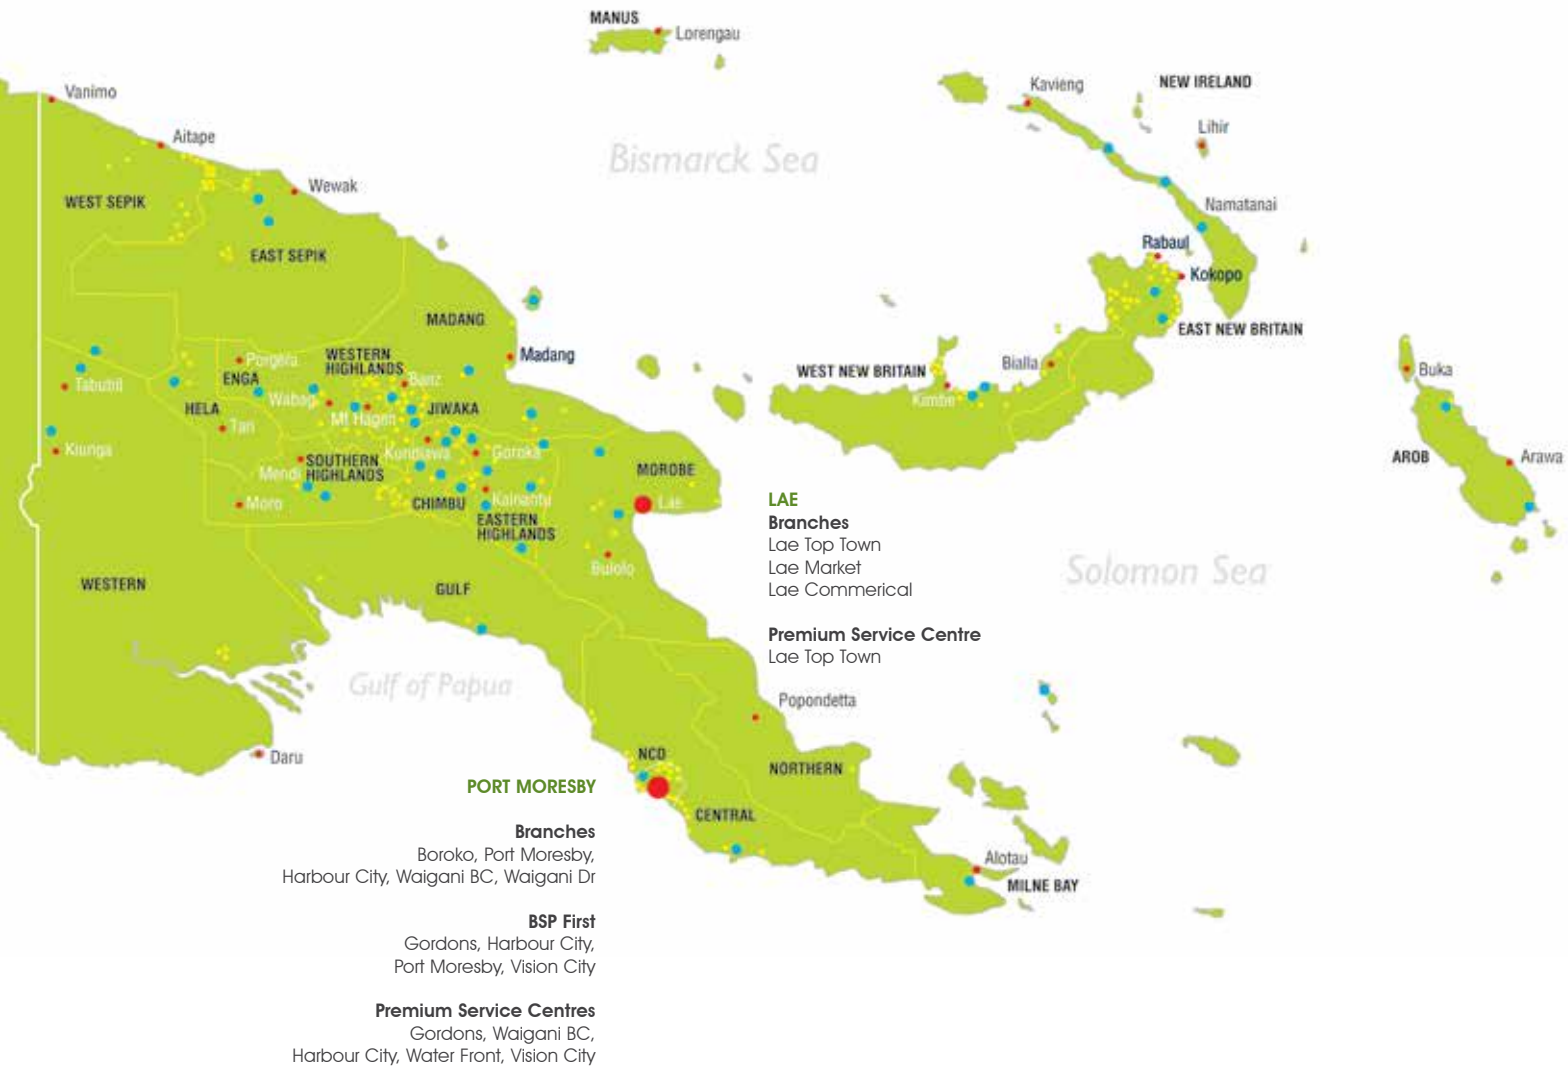 MANUS
Lorengau
Vanimo
Kavieng
NEW IRELAND
Aitape
Lihir
Bismarck Sea
Wewak
WEST SEPIK
Namatanai
Rabaul
EAST SEPIK
Kokopo
MADANG
EAST NEW BRITAIN
Madang
Porgera
WESTERN
HIGHLANDS
Bialla
WEST NEW BRITAIN
Buka
ENGA
Banz
Tabubil
Wabag
Kimbe
HELA
JIWAKA
Mt Hagen
Tari
Kiunga
Kundiawa
Goroka
SOUTHERN
HIGHLANDS
Mendi
MOROBE
AROB
Arawa
Moro
CHIMBU
Kainantu
Lae
EASTERN
HIGHLANDS
LAE
Branches
Lae Top Town
Lae Market
Lae Commerical
Bulolo
Solomon Sea
WESTERN
GULF
Premium Service Centre
Lae Top Town
Gulf of Papua
Popondetta
Daru
NCD
NORTHERN
PORT MORESBY
CENTRAL
Branches
Boroko, Port Moresby,
Harbour City, Waigani BC, Waigani Dr
Alotau
MILNE BAY
BSP First
Gordons, Harbour City,
Port Moresby, Vision City
Premium Service Centres
Gordons, Waigani BC,
Harbour City, Water Front, Vision City